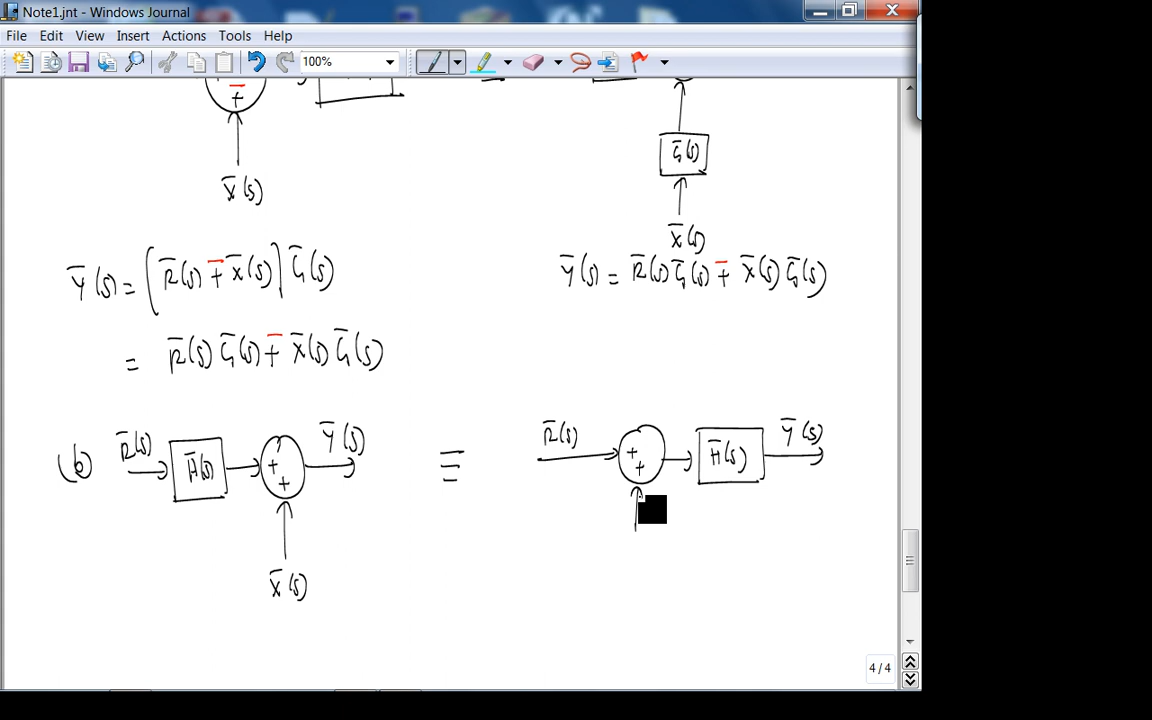 Note1.jnt - Windows Journal
File Edit View Insert Actions Tools Help
100%
+
X̄(s)
Ḡ(s)
X̄(s)
Ȳ(s) = (R̄(s) ∓ X̄(s)) Ḡ(s)
Ȳ(s) = R̄(s) Ḡ(s) ∓ X̄(s) Ḡ(s)
= R̄(s) Ḡ(s) ∓ X̄(s) Ḡ(s)
(b) R̄(s) H̄(s) + + Ȳ(s) ≡ R̄(s) + + H̄(s) Ȳ(s)
X̄(s)
4 / 4